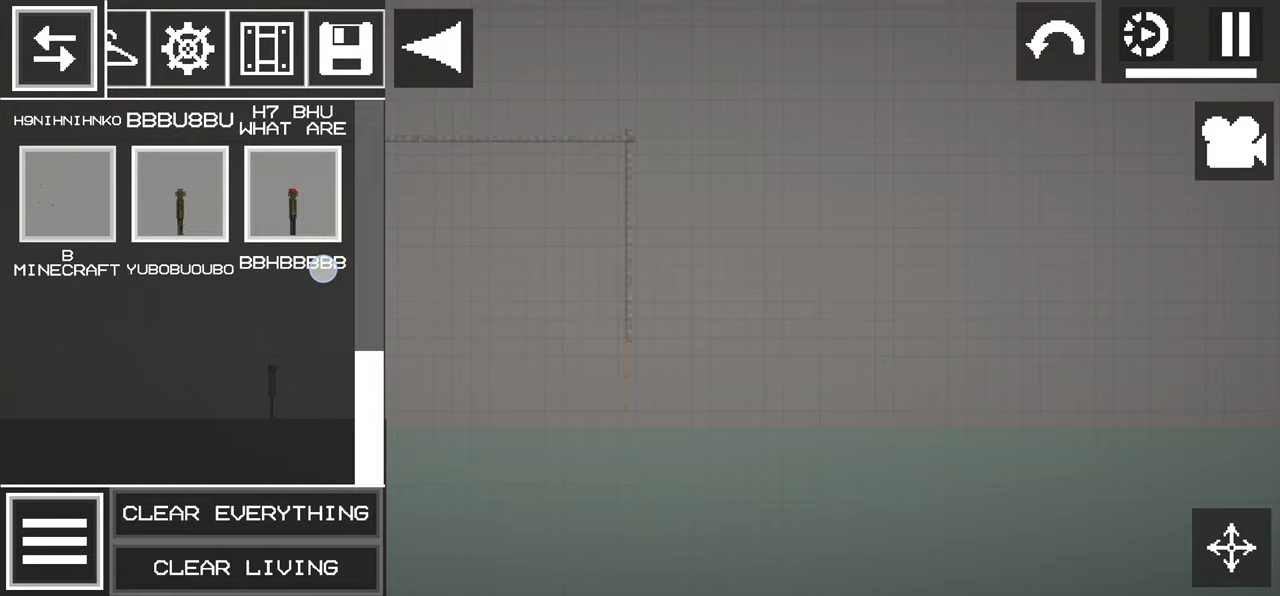 H9NIHNIHNKO
BBBU8BU
H7 BHU
WHAT ARE
B
MINECRAFT
YUBOBUOUBO
BBHBBBBB
CLEAR EVERYTHING
CLEAR LIVING